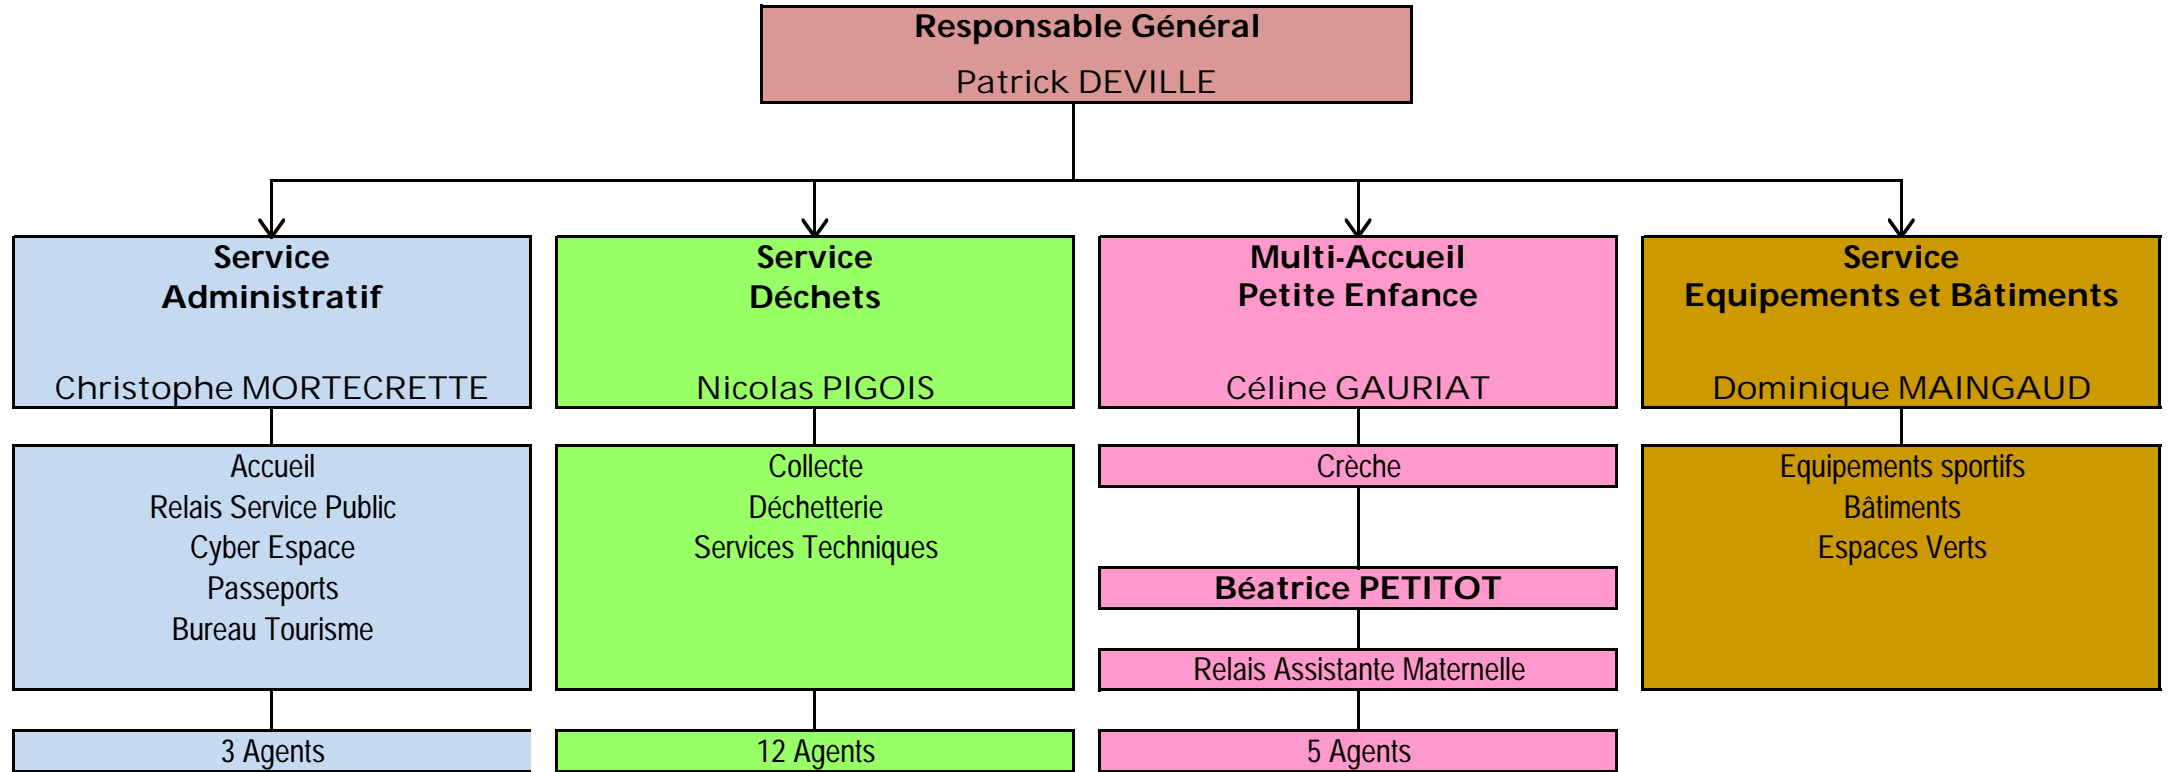 Responsable Général
Patrick DEVILLE
Service
Administratif
Christophe MORTECRETTE
Accueil
Relais Service Public
Cyber Espace
Passeports
Bureau Tourisme
3 Agents
Service
Déchets
Nicolas PIGOIS
Collecte
Déchetterie
Services Techniques
12 Agents
Multi-Accueil
Petite Enfance
Céline GAURIAT
Crèche
Béatrice PETITOT
Relais Assistante Maternelle
5 Agents
Service
Equipements et Bâtiments
Dominique MAINGAUD
Equipements sportifs
Bâtiments
Espaces Verts